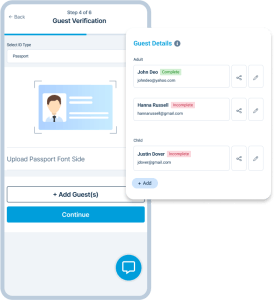 ← Back
Step 4 of 6
Guest Verification
Select ID Type
Passport
Upload Passport Font Side
+ Add Guest(s)
Continue
Guest Details
Adult
John Deo Complete
johndeo@yahoo.com
Hanna Rusell Incomplete
hannarussell@gmail.com
Child
Justin Dover Incomplete
jdover@gmail.com
+ Add